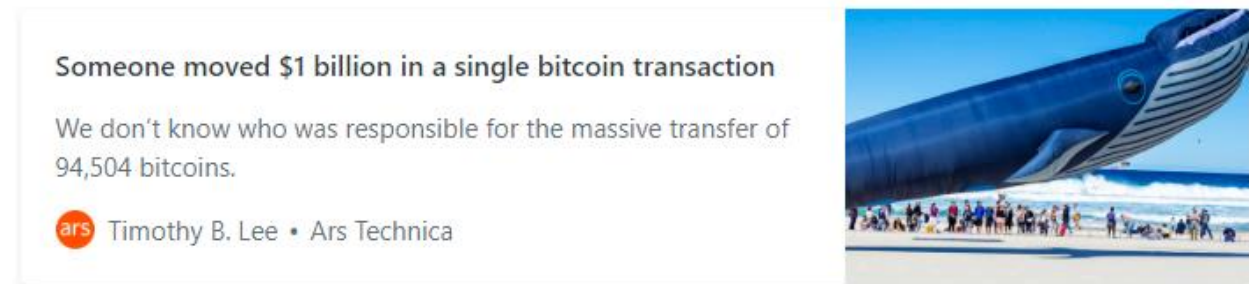 Someone moved $1 billion in a single bitcoin transaction
We don't know who was responsible for the massive transfer of
94,504 bitcoins.
ars Timothy B. Lee • Ars Technica